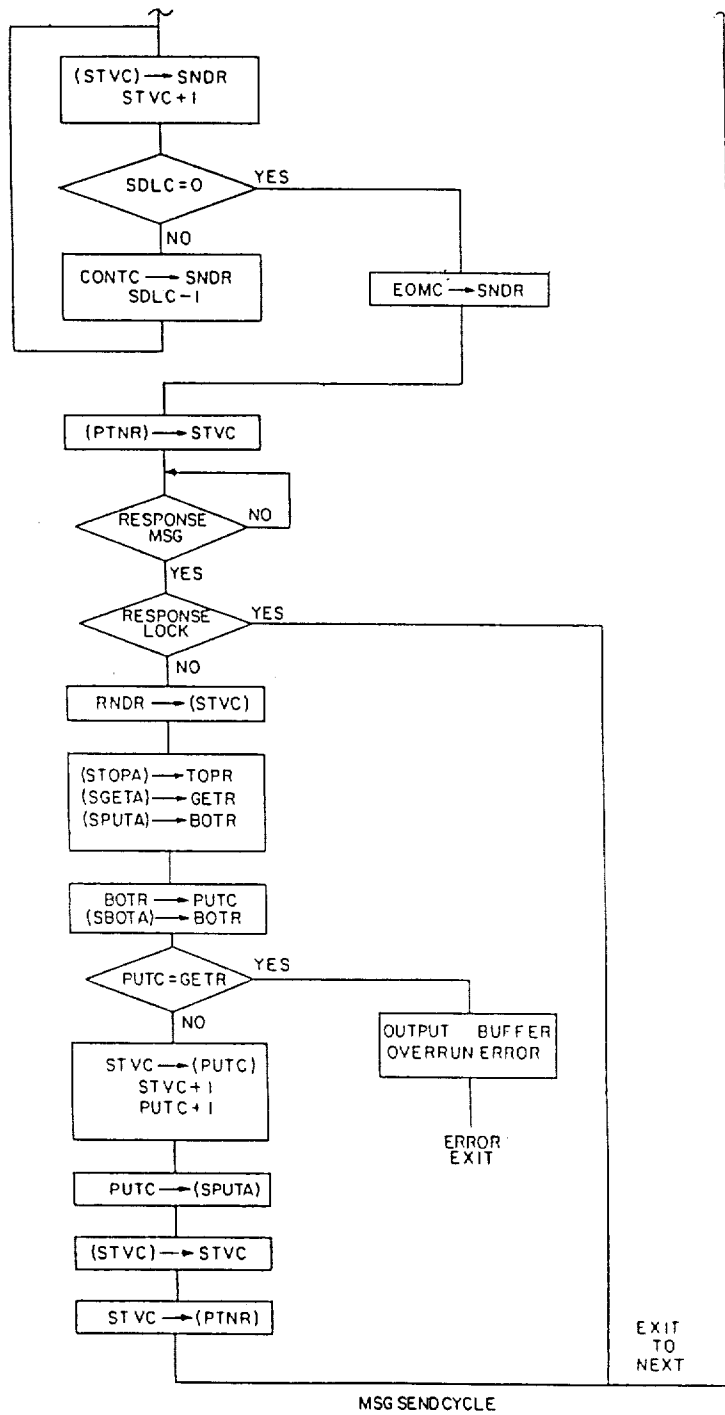 (STVC) → SNDR
STVC+1
SDLC=0
YES
NO
CONTC → SNDR
SDLC-1
EOMC → SNDR
(PTNR) → STVC
RESPONSE
MSG
NO
YES
RESPONSE
LOCK
YES
NO
RNDR → (STVC)
(STOPA) → TOPR
(SGETA) → GETR
(SPUTA) → BOTR
BOTR → PUTC
(SBOTA) → BOTR
PUTC=GETR
YES
NO
OUTPUT BUFFER
OVERRUN ERROR
STVC → (PUTC)
STVC+1
PUTC+1
ERROR
EXIT
PUTC → (SPUTA)
(STVC) → STVC
STVC → (PTNR)
EXIT
TO
NEXT
MSG SEND CYCLE